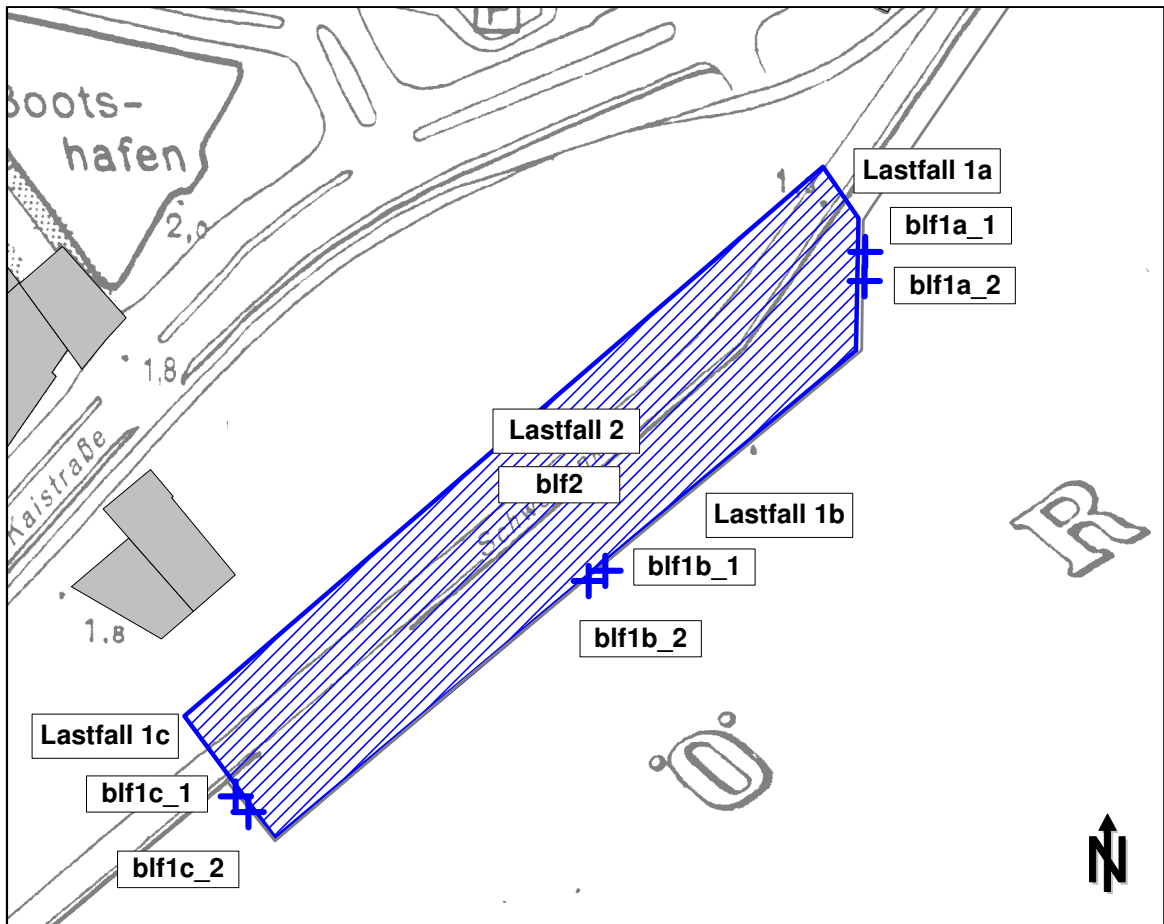 P
Boots-
hafen
2,0
Lastfall 1a
blf1a_1
blf1a_2
1,8
Kaistraße
Lastfall 2
blf2
Lastfall 1b
R
blf1b_1
blf1b_2
1,8
Lastfall 1c
Ö
blf1c_1
blf1c_2
N